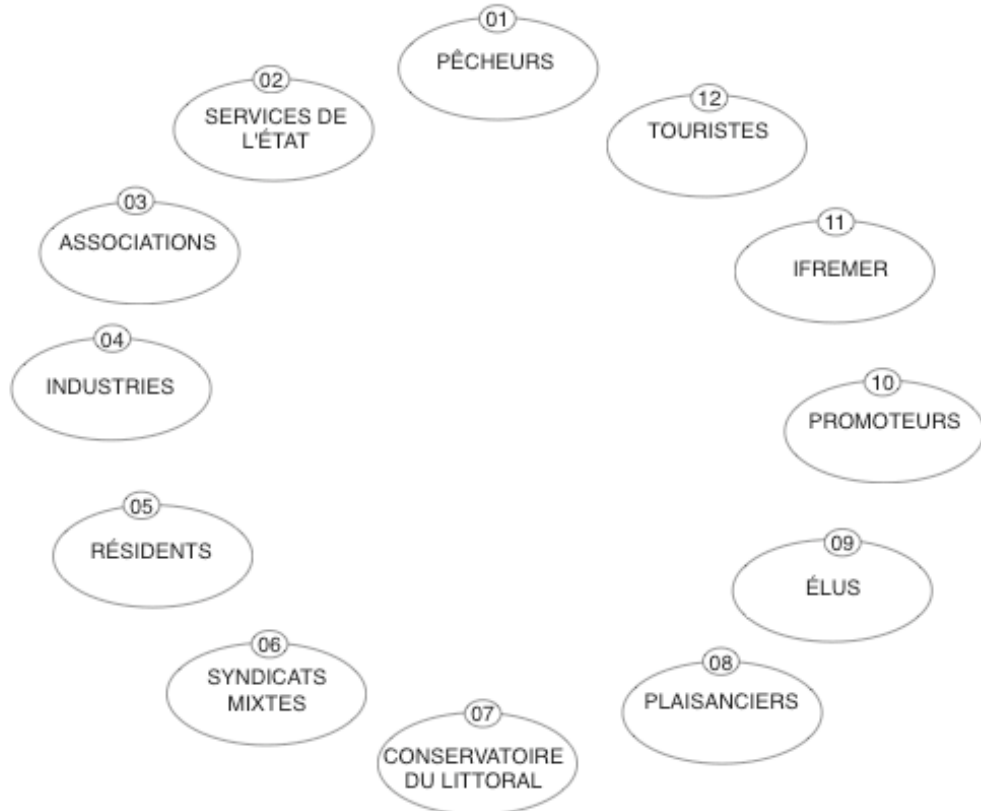 01
PÊCHEURS
02
SERVICES DE
L'ÉTAT
12
TOURISTES
03
ASSOCIATIONS
11
IFREMER
04
INDUSTRIES
10
PROMOTEURS
05
RÉSIDENTS
09
ÉLUS
06
SYNDICATS
MIXTES
08
PLAISANCIERS
07
CONSERVATOIRE
DU LITTORAL